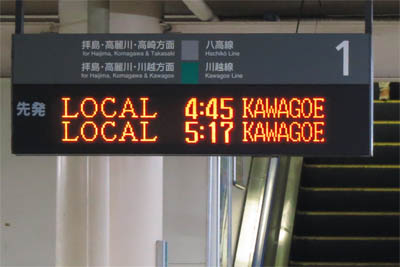 拝島・高麗川・高崎方面 八高線 1
for Haijima, Komagawa & Takasaki Hachikō Line
拝島・高麗川・川越方面 川越線
for Haijima, Komagawa & Kawagoe Kawagoe Line
先発 LOCAL 4:45 KAWAGOE
LOCAL 5:17 KAWAGOE